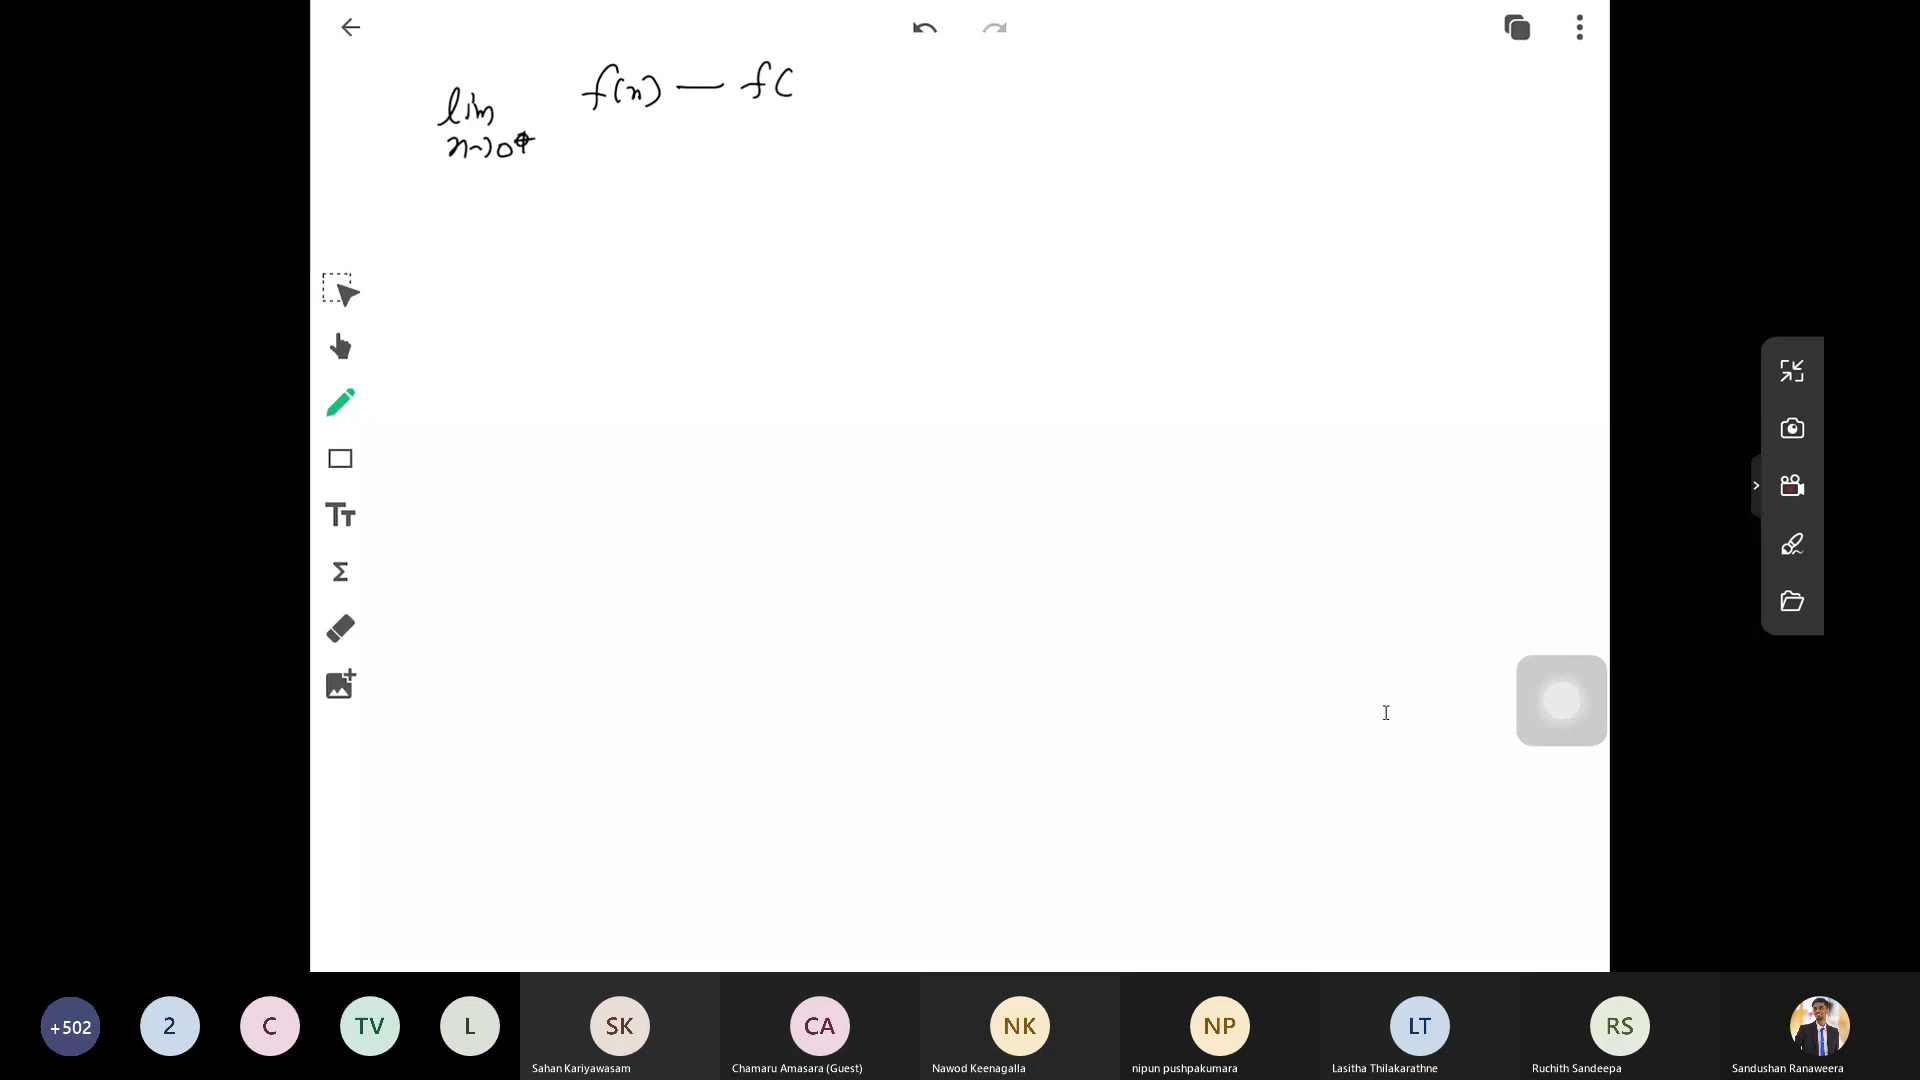 lim f(x) — f(
x→0+
Tт
Σ
+502
2
C
TV
L
SK
CA
NK
NP
LT
RS
Sahan Kariyawasam
Chamaru Amasara (Guest)
Nawod Keenagalla
nipun pushpakumara
Lasitha Thilakarathne
Ruchith Sandeepa
Sandushan Ranaweera